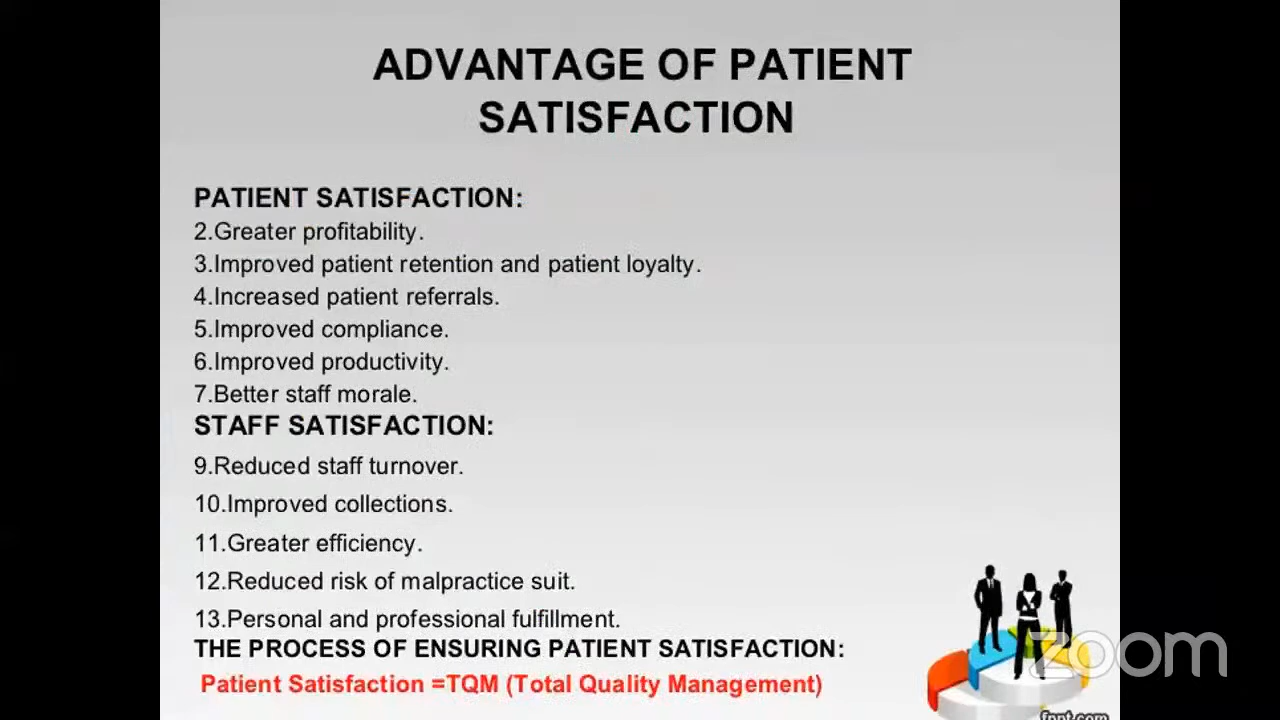 ADVANTAGE OF PATIENT
SATISFACTION
PATIENT SATISFACTION:
2.Greater profitability.
3.Improved patient retention and patient loyalty.
4.Increased patient referrals.
5.Improved compliance.
6.Improved productivity.
7.Better staff morale.
STAFF SATISFACTION:
9.Reduced staff turnover.
10.Improved collections.
11.Greater efficiency.
12.Reduced risk of malpractice suit.
13.Personal and professional fulfillment.
THE PROCESS OF ENSURING PATIENT SATISFACTION:
zoom
Patient Satisfaction =TQM (Total Quality Management)
fppt.com